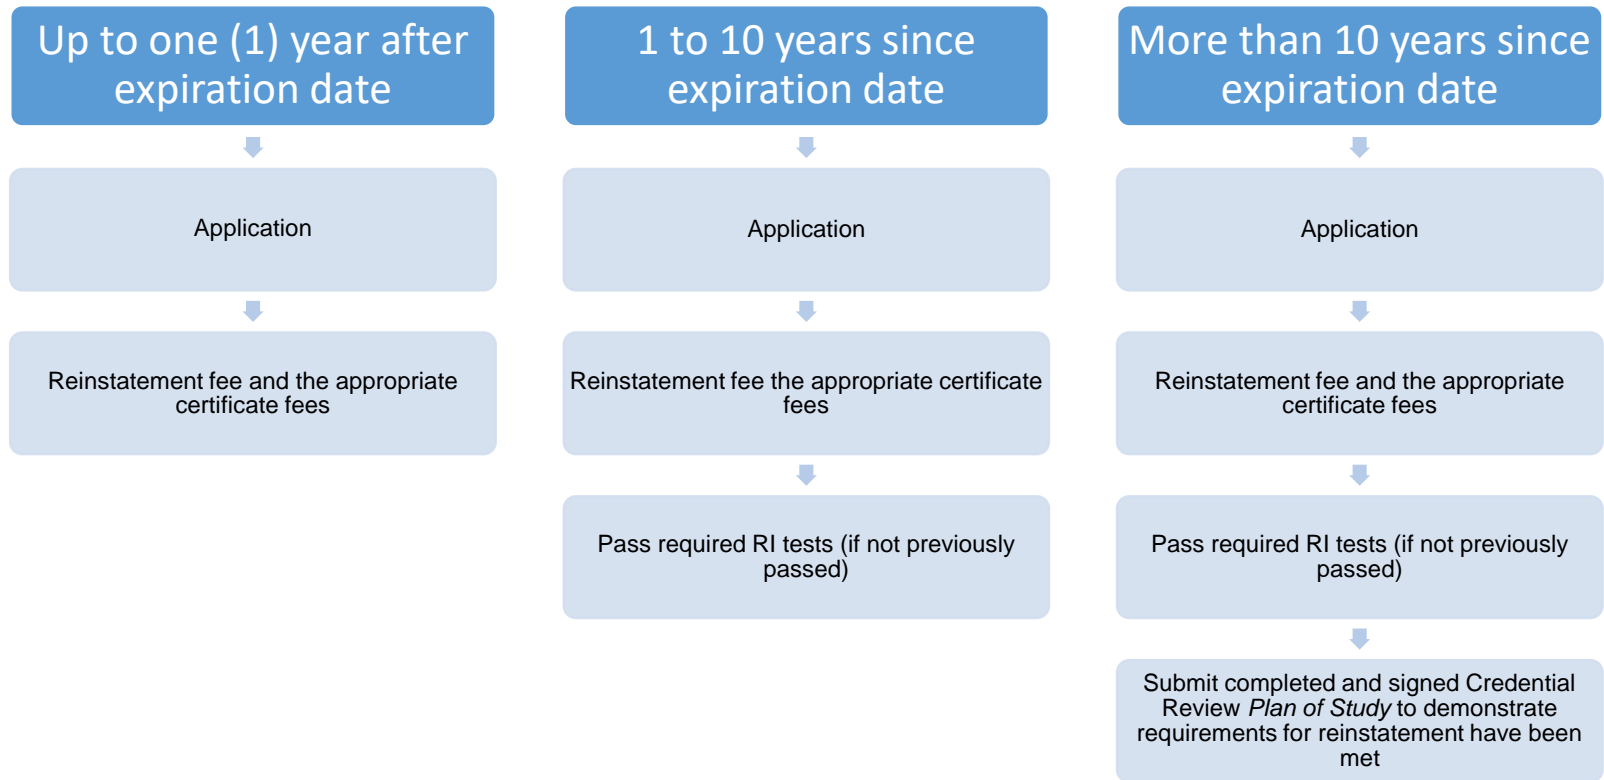 Up to one (1) year after
expiration date
Application
Reinstatement fee and the appropriate
certificate fees
1 to 10 years since
expiration date
Application
Reinstatement fee the appropriate certificate
fees
Pass required RI tests (if not previously
passed)
More than 10 years since
expiration date
Application
Reinstatement fee and the appropriate
certificate fees
Pass required RI tests (if not previously
passed)
Submit completed and signed Credential
Review Plan of Study to demonstrate
requirements for reinstatement have been
met